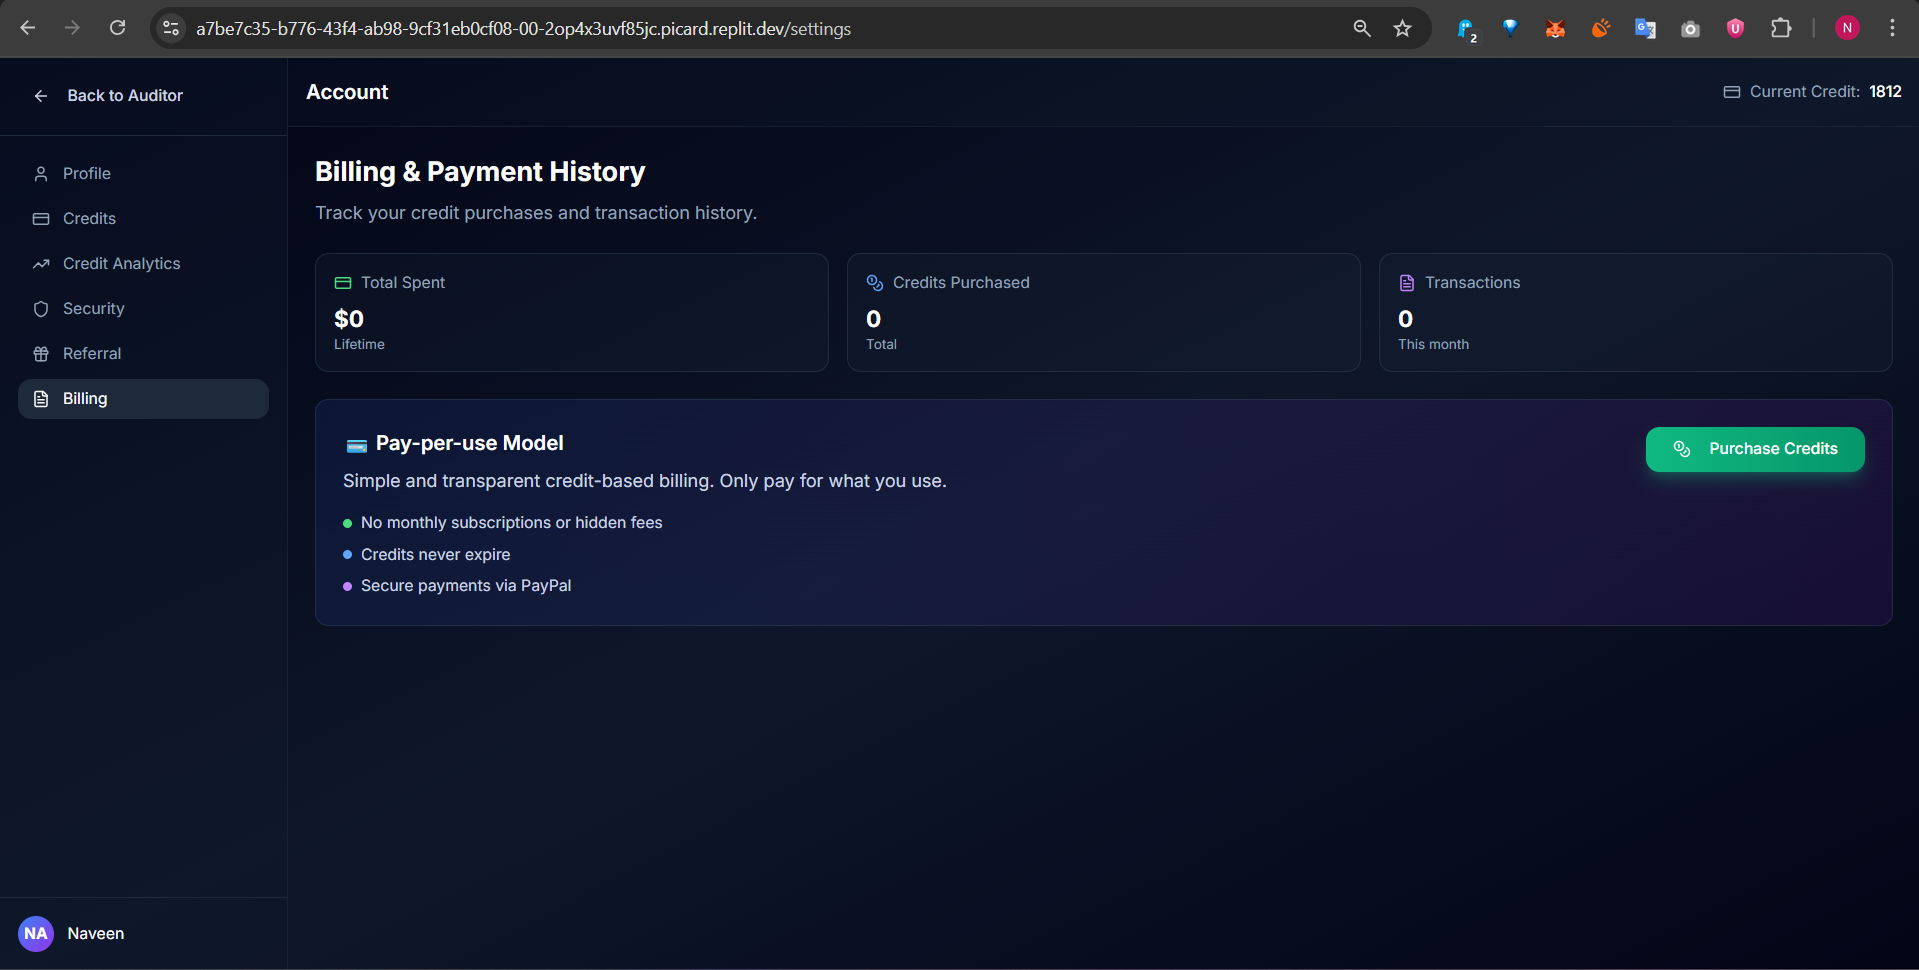 a7be7c35-b776-43f4-ab98-9cf31eb0cf08-00-2op4x3uvf85jc.picard.replit.dev/settings
2
U
N
Back to Auditor
Account
Current Credit: 1812
Profile
Credits
Credit Analytics
Security
Referral
Billing
Billing & Payment History
Track your credit purchases and transaction history.
Total Spent
$0
Lifetime
Credits Purchased
0
Total
Transactions
0
This month
Pay-per-use Model
Simple and transparent credit-based billing. Only pay for what you use.
No monthly subscriptions or hidden fees
Credits never expire
Secure payments via PayPal
Purchase Credits
NA
Naveen